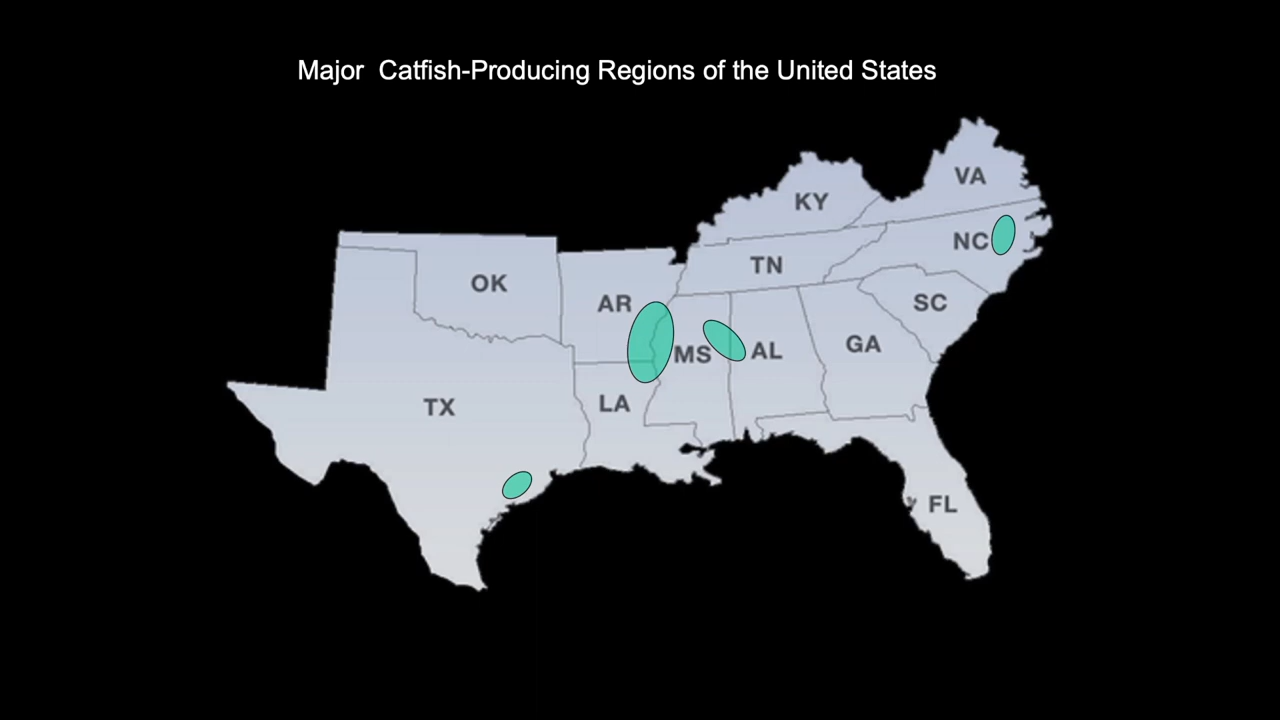 Major  Catfish-Producing Regions of the United States
VA
KY
NC
TN
OK
AR
SC
MS
AL
GA
LA
TX
FL